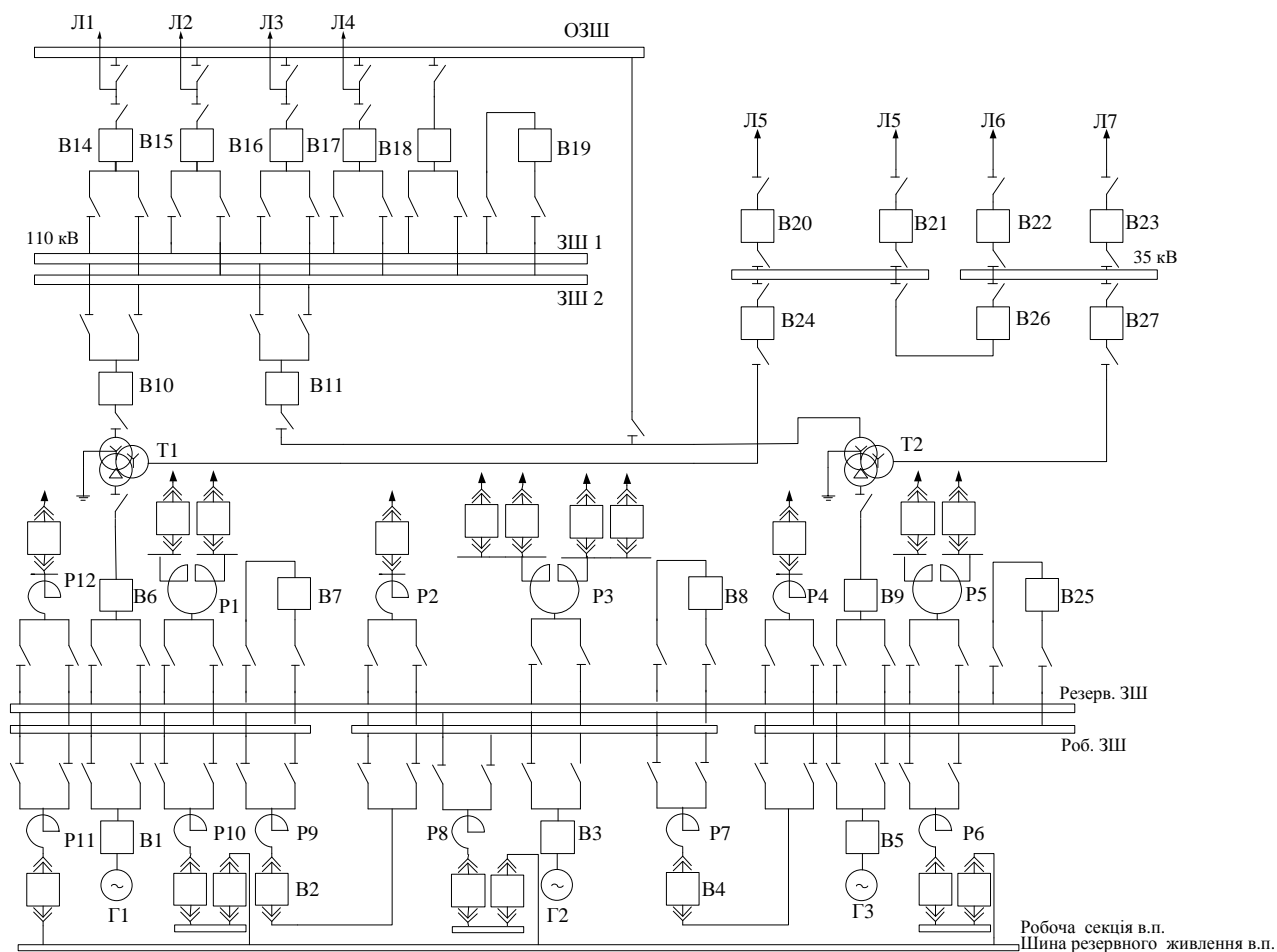 Л1 Л2 Л3 Л4 ОЗШ
Л5 Л5 Л6 Л7
В14 В15 В16 В17 В18 В19
В20 В21 В22 В23
110 кВ ЗШ 1
35 кВ
ЗШ 2
В24 В26 В27
В10 В11
Т1 Т2
Р12 В6 Р1 В7 Р2 Р3 В8 Р4 В9 Р5 В25
Резерв. ЗШ
Роб. ЗШ
Р11 В1 Р10 Р9 Р8 В3 Р7 В5 Р6
В2 В4
~ ~ ~
Г1 Г2 Г3
Робоча секція в.п.
Шина резервного живлення в.п.